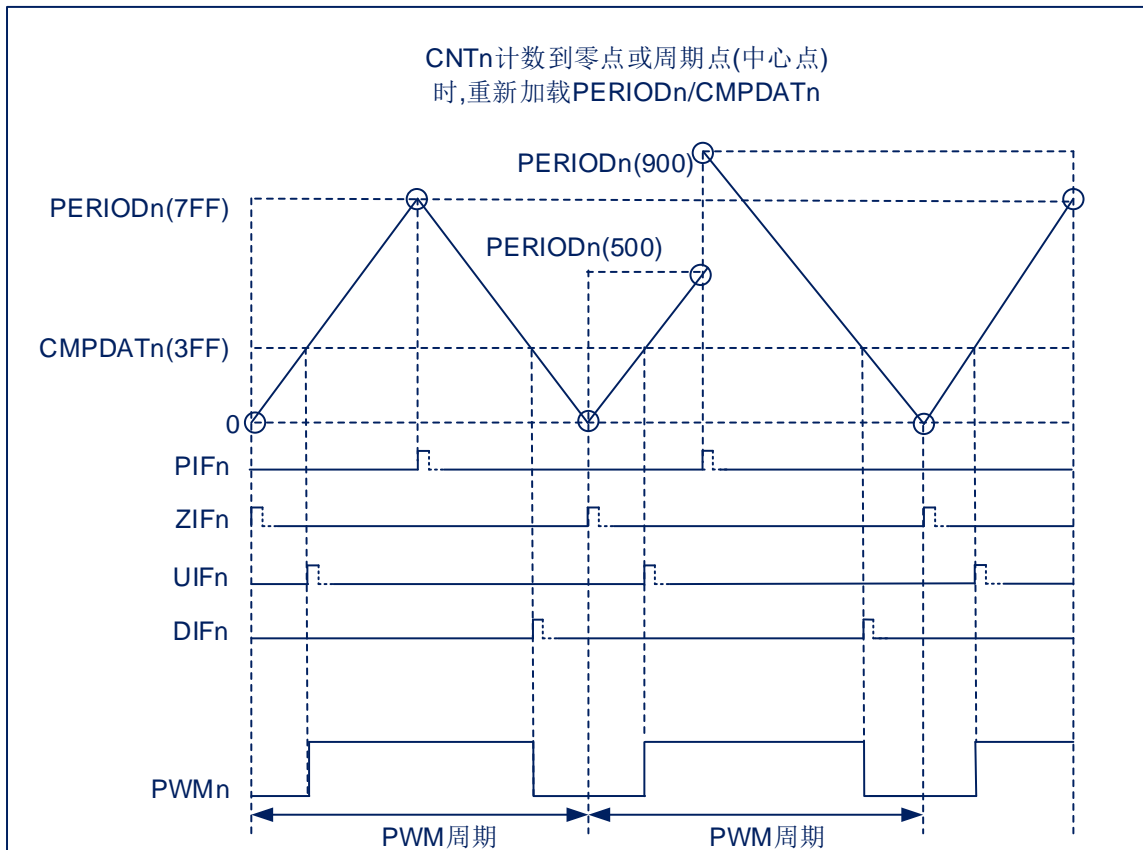 CNTn计数到零点或周期点(中心点)
时,重新加载PERIODn/CMPDATn
PERIODn(900)
PERIODn(7FF)
PERIODn(500)
CMPDATn(3FF)
0
PIFn
ZIFn
UIFn
DIFn
PWMn
PWM周期
PWM周期